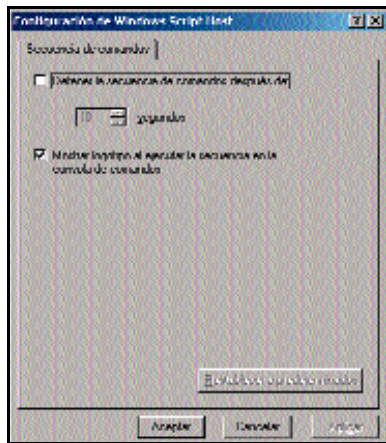 Configuración de Windows Script Host
Secuencia de comandos
Detener la secuencia de comandos después de:
10 segundos
Mostrar logotipo al ejecutar la secuencia en la
consola de comandos
Restablecer a predeterminados
Aceptar
Cancelar
Aplicar